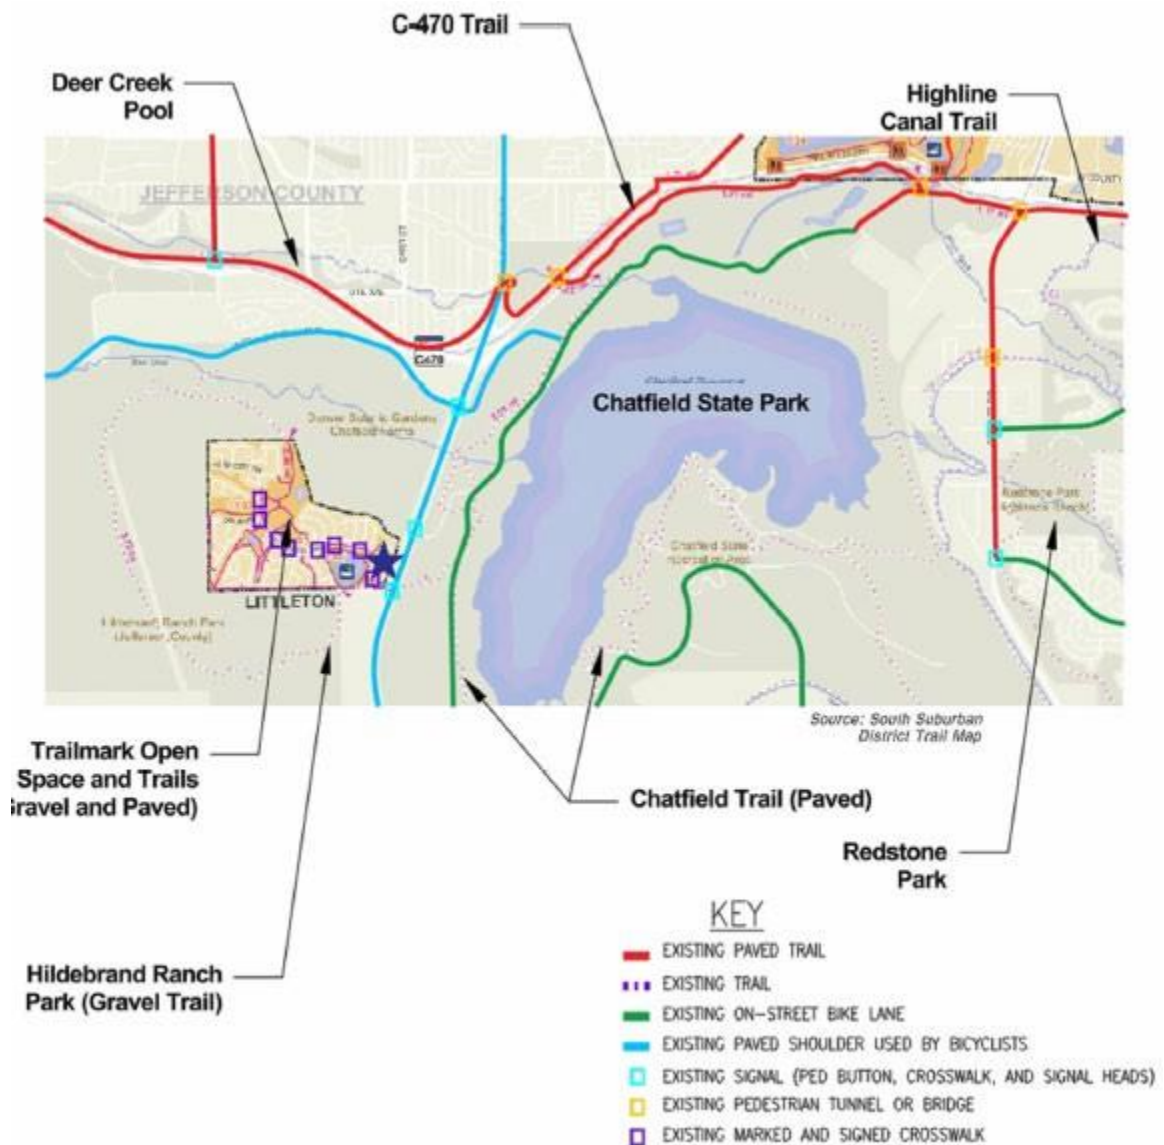 C-470 Trail
Deer Creek
Pool
Highline
Canal Trail
JEFFERSON COUNTY
C470
Chatfield State Park
Chatfield State
LITTLETON
Source: South Suburban
District Trail Map
Trailmark Open
Space and Trails
ravel and Paved)
Chatfield Trail (Paved)
Redstone
Park
Hildebrand Ranch
Park (Gravel Trail)
KEY
EXISTING PAVED TRAIL
EXISTING TRAIL
EXISTING ON-STREET BIKE LANE
EXISTING PAVED SHOULDER USED BY BICYCLISTS
EXISTING SIGNAL (PED BUTTON, CROSSWALK, AND SIGNAL HEADS)
EXISTING PEDESTRIAN TUNNEL OR BRIDGE
EXISTING MARKED AND SIGNED CROSSWALK